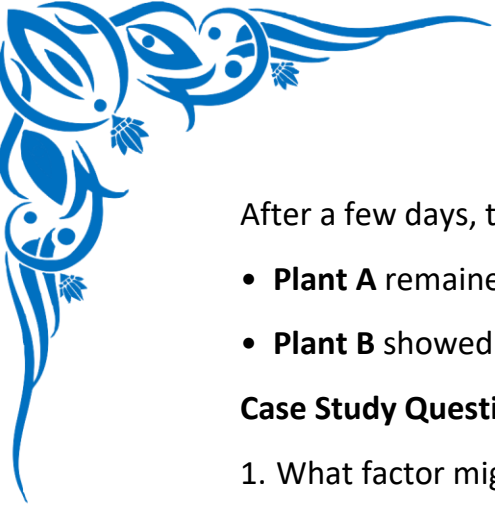 After a few days, t
• Plant A remaine
• Plant B showed
Case Study Questi
1. What factor mig